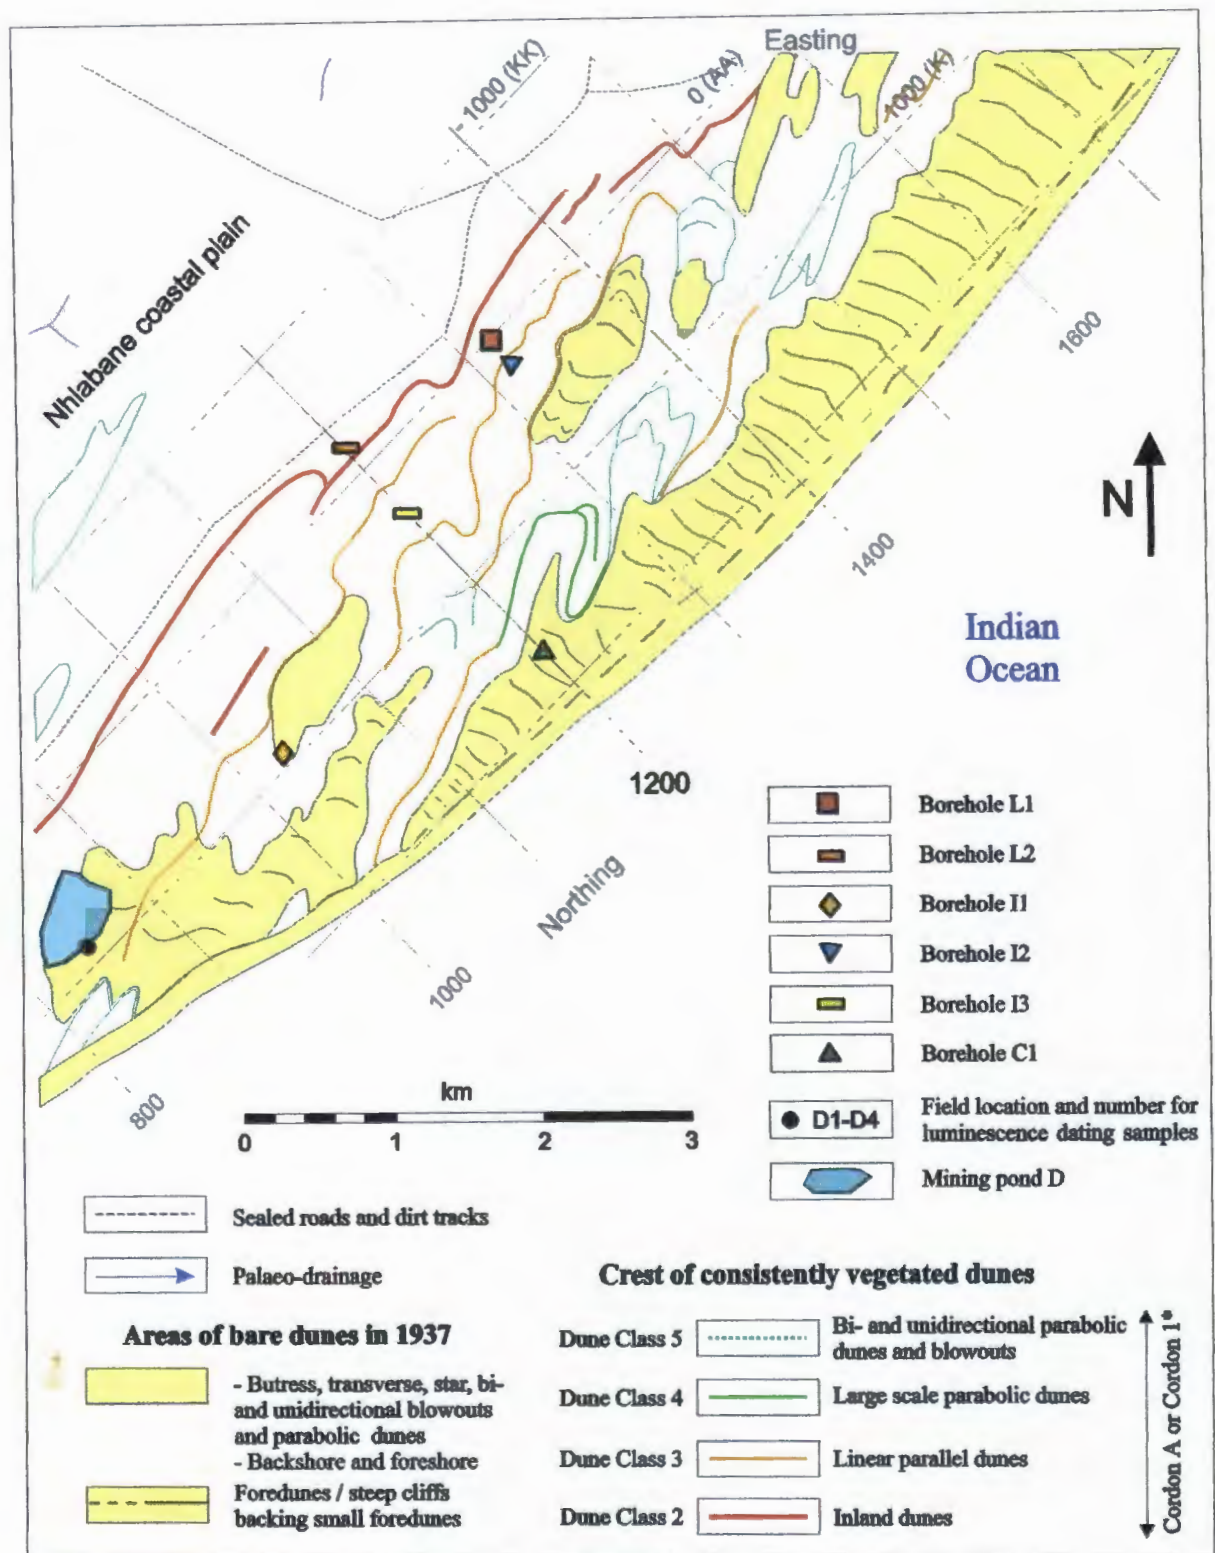 Easting
- 1000 (KK)
0 (AA)
1000 (K)
Nhlabane coastal plain
1600
N
1400
Indian
Ocean
1200
Northing
1000
800
Borehole L1
Borehole L2
Borehole I1
Borehole I2
Borehole I3
Borehole C1
D1-D4
Field location and number for
luminescence dating samples
Mining pond D
km
0 1 2 3
Sealed roads and dirt tracks
Palaeo-drainage
Areas of bare dunes in 1937
- Butress, transverse, star, bi-
and unidirectional blowouts
and parabolic dunes
- Backshore and foreshore
Foredunes / steep cliffs
backing small foredunes
Crest of consistently vegetated dunes
Dune Class 5
Bi- and unidirectional parabolic
dunes and blowouts
Dune Class 4
Large scale parabolic dunes
Dune Class 3
Linear parallel dunes
Dune Class 2
Inland dunes
Cordon A or Cordon 1*